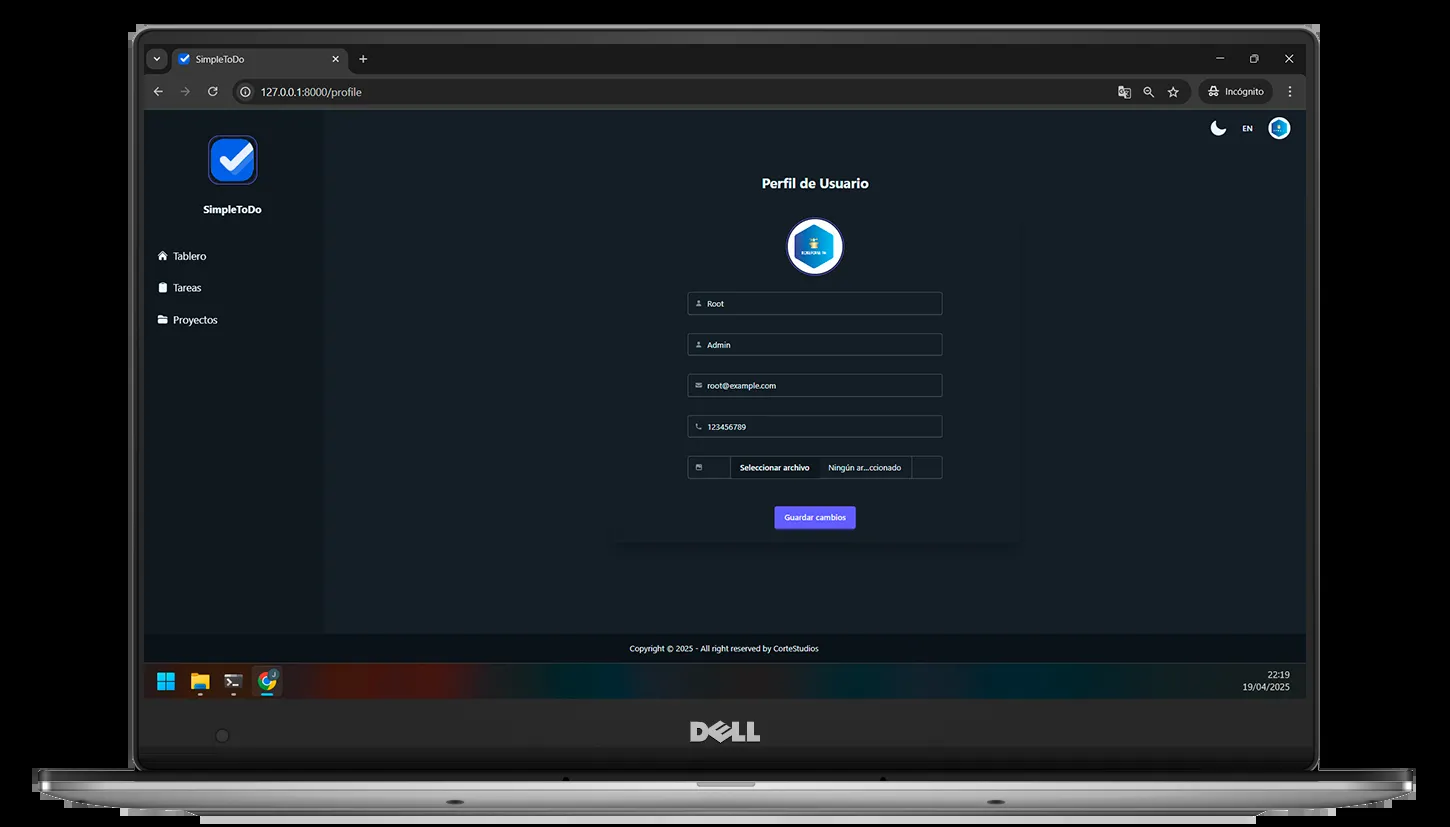 SimpleToDo
127.0.0.1:8000/profile
Incógnito
EN
SimpleToDo
Tablero
Tareas
Proyectos
Perfil de Usuario
Root
Admin
root@example.com
123456789
Seleccionar archivo Ningún ar...ccionado
Guardar cambios
Copyright © 2025 - All right reserved by CorteStudios
22:19
19/04/2025
DELL